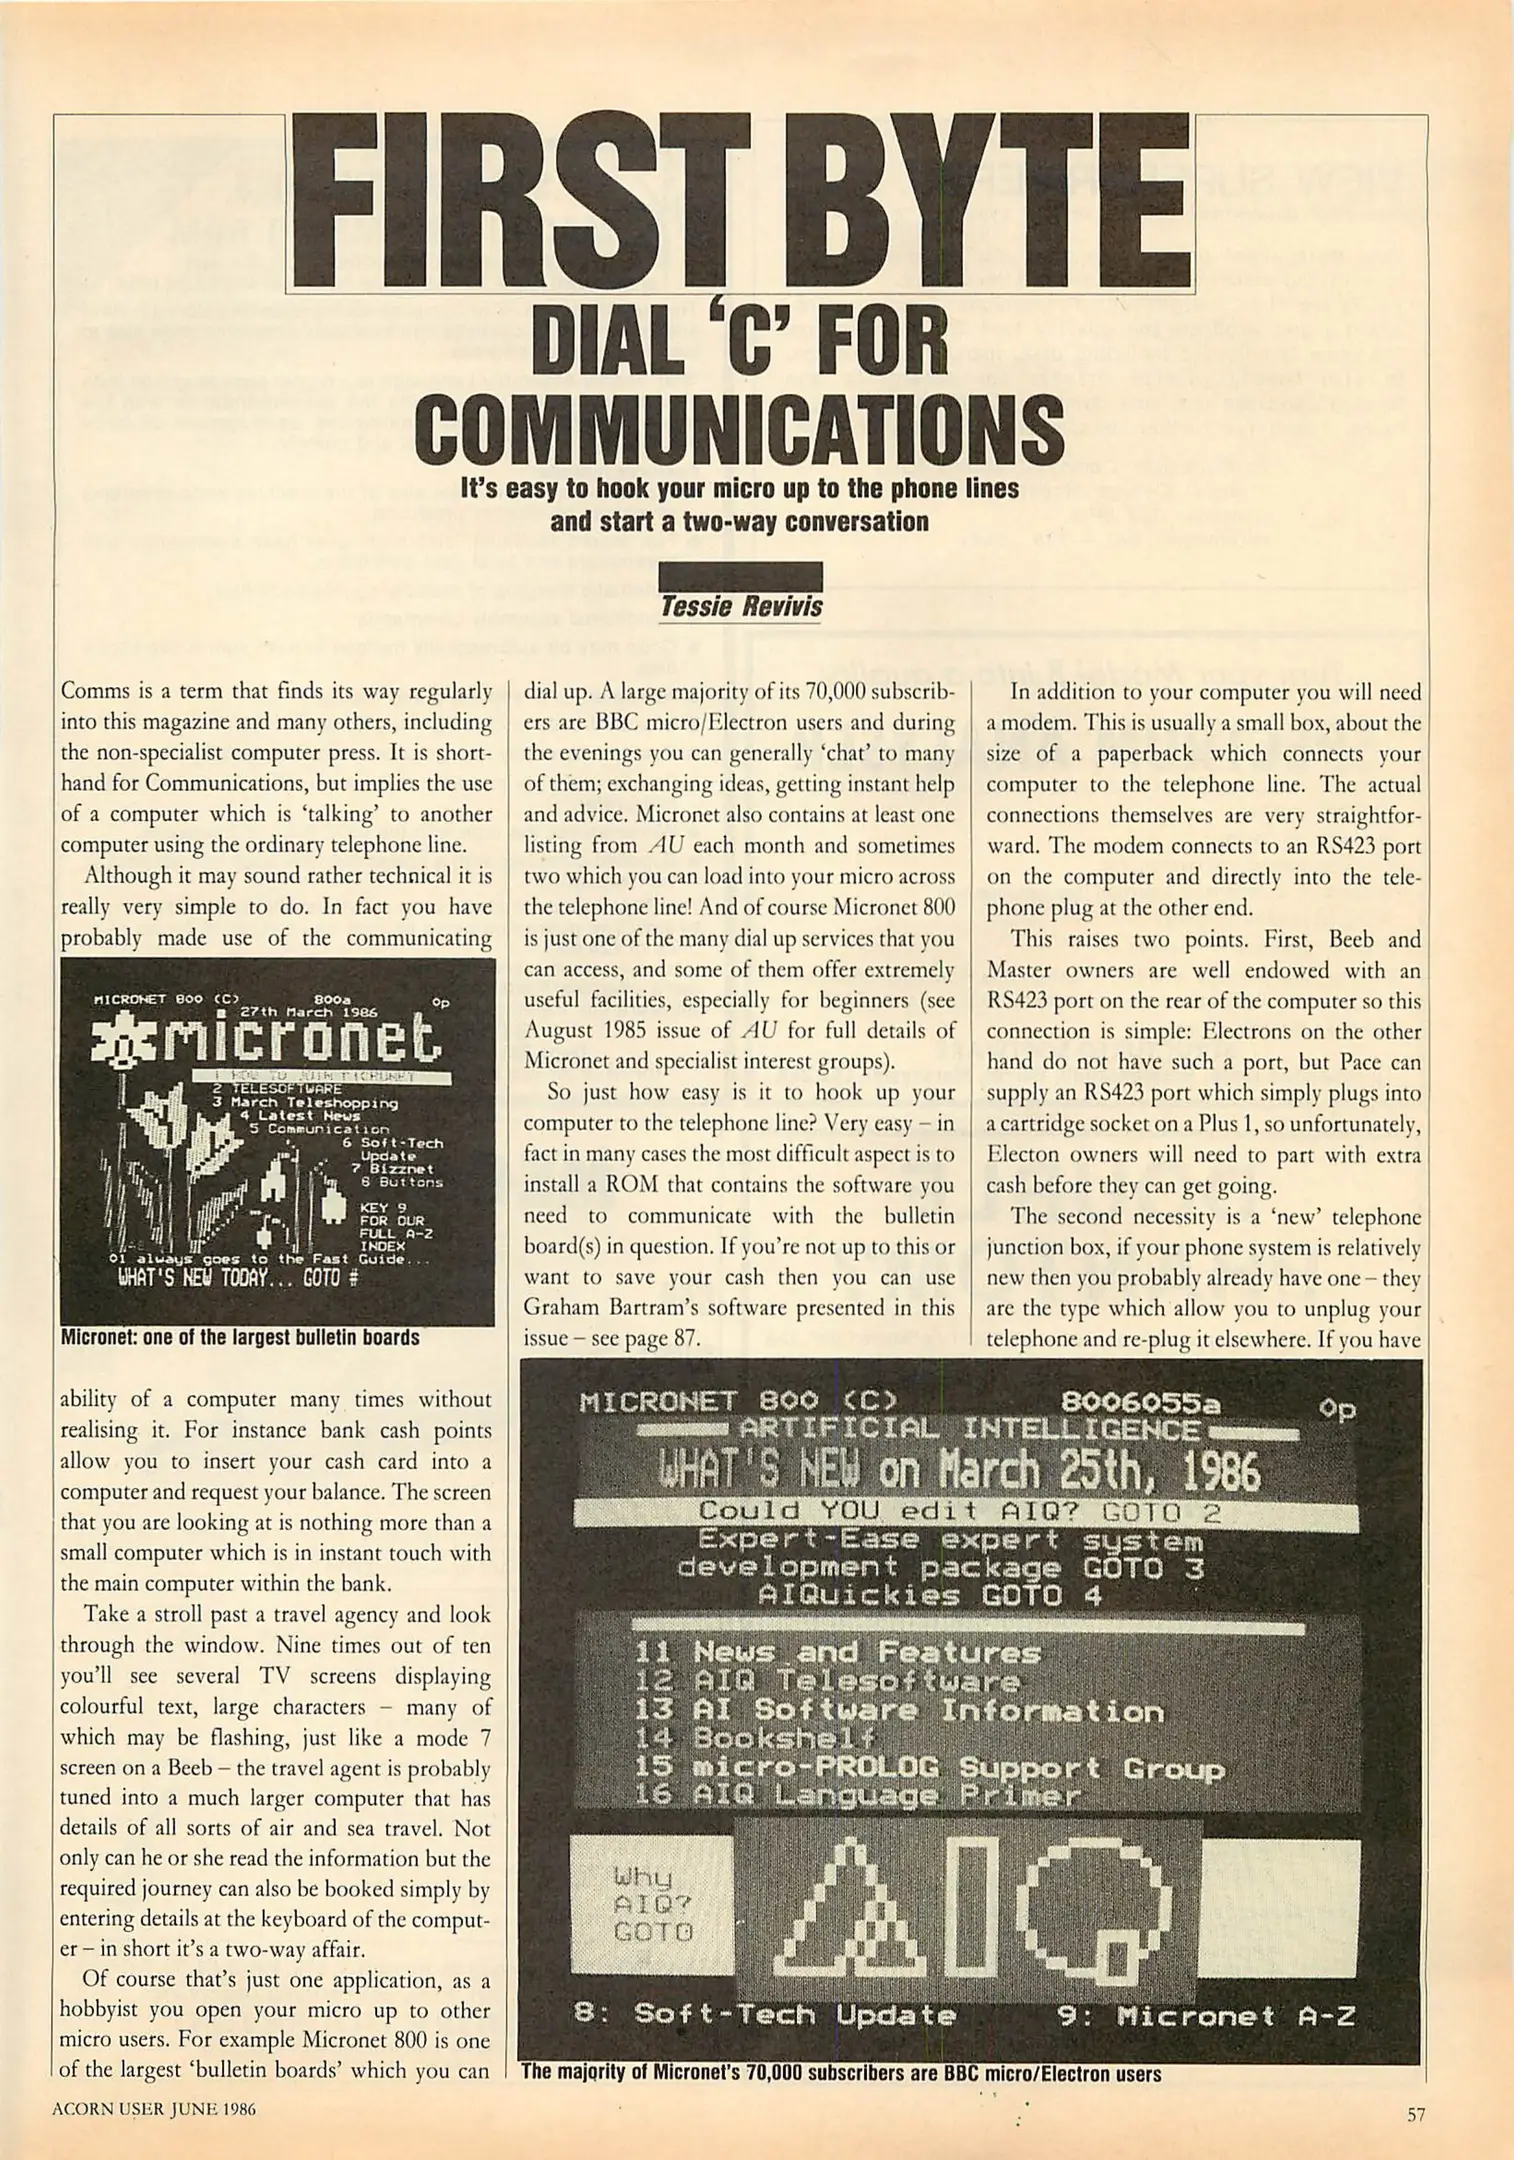 FIRST BYTE
DIAL ‘C’ FOR
COMMUNICATIONS
It's easy to hook your micro up to the phone lines
and start a two-way conversation
Tessie Revivis
Comms is a term that finds its way regularly
into this magazine and many others, including
the non-specialist computer press. It is short-
hand for Communications, but implies the use
of a computer which is ‘talking’ to another
computer using the ordinary telephone line.
Although it may sound rather technical it is
really very simple to do. In fact you have
probably made use of the communicating
MICRONET 800 (C) 800a 0p
27th March 1986
micronet
1 HOW TO JOIN MICRONET
2 TELESOFTWARE
3 March Teleshopping
4 Latest News
5 Communication
6 Soft-Tech
Update
7 Bizznet
8 Buttons
KEY 9
FOR OUR
FULL A-Z
INDEX
01 always goes to the Fast Guide...
WHAT'S NEW TODAY... GOTO #
Micronet: one of the largest bulletin boards
ability of a computer many times without
realising it. For instance bank cash points
allow you to insert your cash card into a
computer and request your balance. The screen
that you are looking at is nothing more than a
small computer which is in instant touch with
the main computer within the bank.
Take a stroll past a travel agency and look
through the window. Nine times out of ten
you'll see several TV screens displaying
colourful text, large characters – many of
which may be flashing, just like a mode 7
screen on a Beeb – the travel agent is probably
tuned into a much larger computer that has
details of all sorts of air and sea travel. Not
only can he or she read the information but the
required journey can also be booked simply by
entering details at the keyboard of the comput-
er – in short it's a two-way affair.
Of course that's just one application, as a
hobbyist you open your micro up to other
micro users. For example Micronet 800 is one
of the largest ‘bulletin boards’ which you can
dial up. A large majority of its 70,000 subscrib-
ers are BBC micro/Electron users and during
the evenings you can generally ‘chat’ to many
of them; exchanging ideas, getting instant help
and advice. Micronet also contains at least one
listing from AU each month and sometimes
two which you can load into your micro across
the telephone line! And of course Micronet 800
is just one of the many dial up services that you
can access, and some of them offer extremely
useful facilities, especially for beginners (see
August 1985 issue of AU for full details of
Micronet and specialist interest groups).
So just how easy is it to hook up your
computer to the telephone line? Very easy – in
fact in many cases the most difficult aspect is to
install a ROM that contains the software you
need to communicate with the bulletin
board(s) in question. If you're not up to this or
want to save your cash then you can use
Graham Bartram's software presented in this
issue – see page 87.
In addition to your computer you will need
a modem. This is usually a small box, about the
size of a paperback which connects your
computer to the telephone line. The actual
connections themselves are very straightfor-
ward. The modem connects to an RS423 port
on the computer and directly into the tele-
phone plug at the other end.
This raises two points. First, Beeb and
Master owners are well endowed with an
RS423 port on the rear of the computer so this
connection is simple: Electrons on the other
hand do not have such a port, but Pace can
supply an RS423 port which simply plugs into
a cartridge socket on a Plus 1, so unfortunately,
Electon owners will need to part with extra
cash before they can get going.
The second necessity is a ‘new’ telephone
junction box, if your phone system is relatively
new then you probably already have one – they
are the type which allow you to unplug your
telephone and re-plug it elsewhere. If you have
MICRONET 800 (C) 8006055a 0p
ARTIFICIAL INTELLIGENCE
WHAT'S NEW on March 25th, 1986
Could YOU edit AIQ? GOTO 2
Expert-Ease expert system
development package GOTO 3
AIQuickies GOTO 4
11 News and Features
12 AIQ Telesoftware
13 AI Software Information
14 Bookshelf
15 micro-PROLOG Support Group
16 AIQ Language Primer
Why
AIQ?
GOTO
AIQ
8: Soft-Tech Update 9: Micronet A-Z
The majority of Micronet's 70,000 subscribers are BBC micro/Electron users
ACORN USER JUNE 1986
57